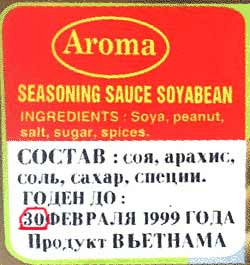 Aroma
SEASONING SAUCE SOYABEAN
INGREDIENTS : Soya, peanut,
salt, sugar, spices.
СОСТАВ : соя, арахис,
соль, сахар, специи.
ГОДЕН ДО :
30 ФЕВРАЛЯ 1999 ГОДА
Продукт ВЬЕТНАМА